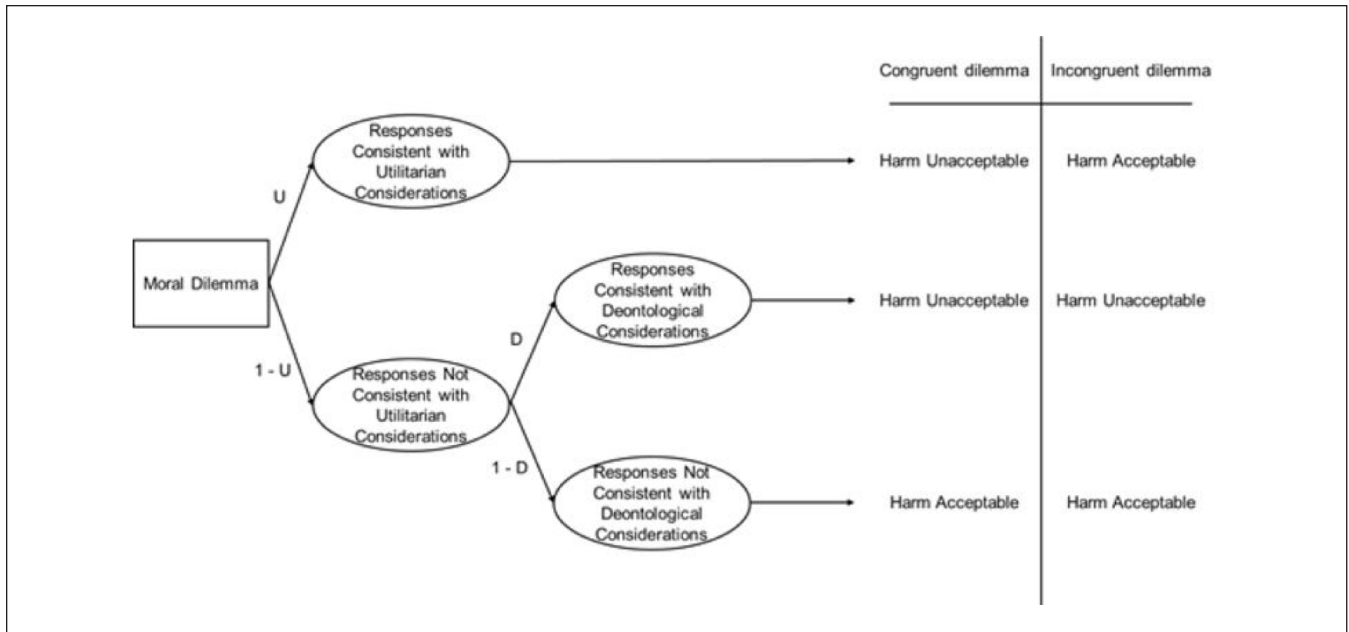 Congruent dilemma
Incongruent dilemma
Responses
Consistent with
Utilitarian
Considerations
Harm Unacceptable
Harm Acceptable
U
Moral Dilemma
Responses
Consistent with
Deontological
Considerations
Harm Unacceptable
Harm Unacceptable
D
1 - U
Responses Not
Consistent with
Utilitarian
Considerations
1 - D
Responses Not
Consistent with
Deontological
Considerations
Harm Acceptable
Harm Acceptable